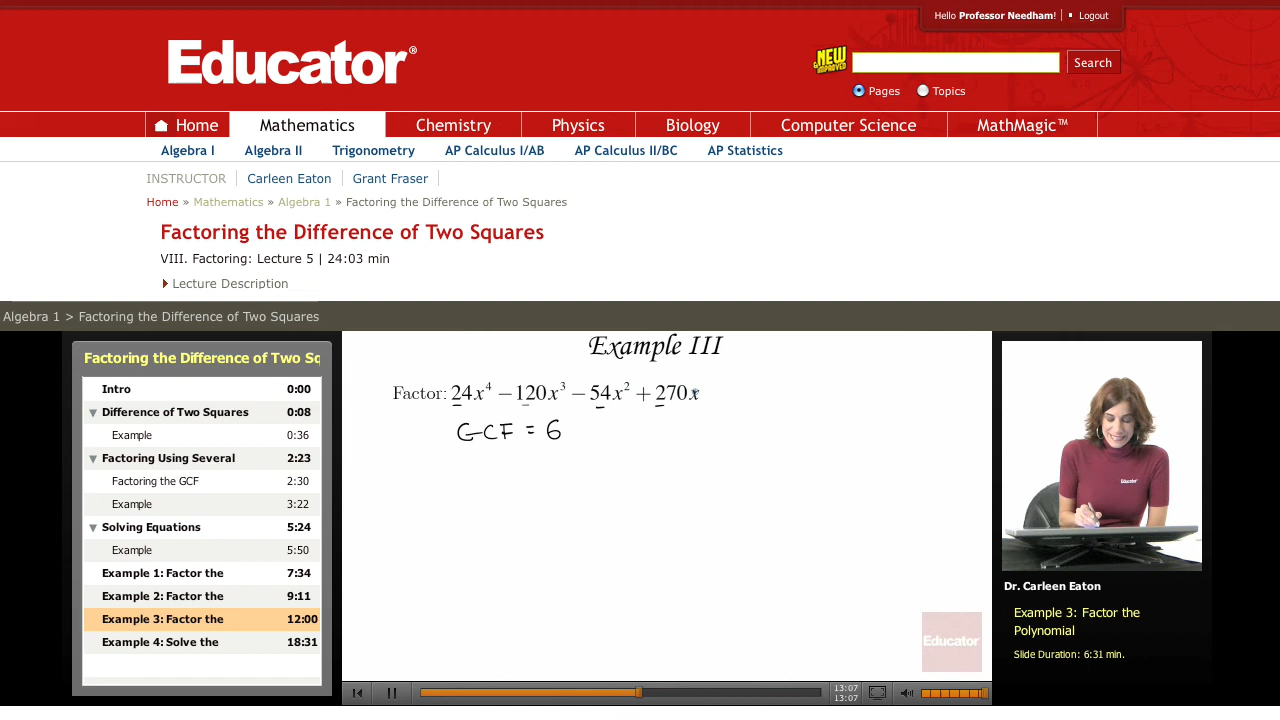 Hello Professor Needham! Logout
Educator®
NEW
& IMPROVED
Search
Pages Topics
Home Mathematics Chemistry Physics Biology Computer Science MathMagic™
Algebra I Algebra II Trigonometry AP Calculus I/AB AP Calculus II/BC AP Statistics
INSTRUCTOR Carleen Eaton Grant Fraser
Home » Mathematics » Algebra 1 » Factoring the Difference of Two Squares
Factoring the Difference of Two Squares
VIII. Factoring: Lecture 5 | 24:03 min
Lecture Description
Algebra 1 > Factoring the Difference of Two Squares
Factoring the Difference of Two Sq
Intro 0:00
Difference of Two Squares 0:08
Example 0:36
Factoring Using Several 2:23
Factoring the GCF 2:30
Example 3:22
Solving Equations 5:24
Example 5:50
Example 1: Factor the 7:34
Example 2: Factor the 9:11
Example 3: Factor the 12:00
Example 4: Solve the 18:31
Example III
Factor: 24x⁴ − 120x³ − 54x² + 270x
GCF = 6
Educator
13:07
13:07
Educator
Dr. Carleen Eaton
Example 3: Factor the
Polynomial
Slide Duration: 6:31 min.